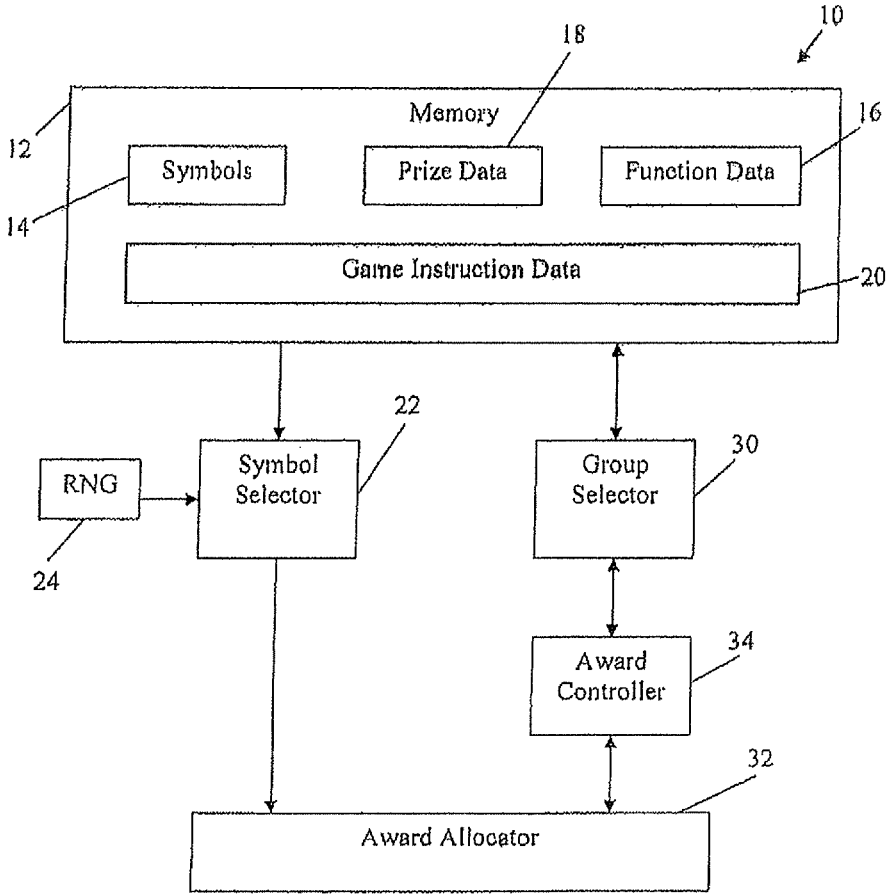 10
18
Memory
16
12
Symbols
Prize Data
Function Data
14
Game Instruction Data
20
22
Symbol
Selector
Group
Selector
30
RNG
24
34
Award
Controller
32
Award Allocator